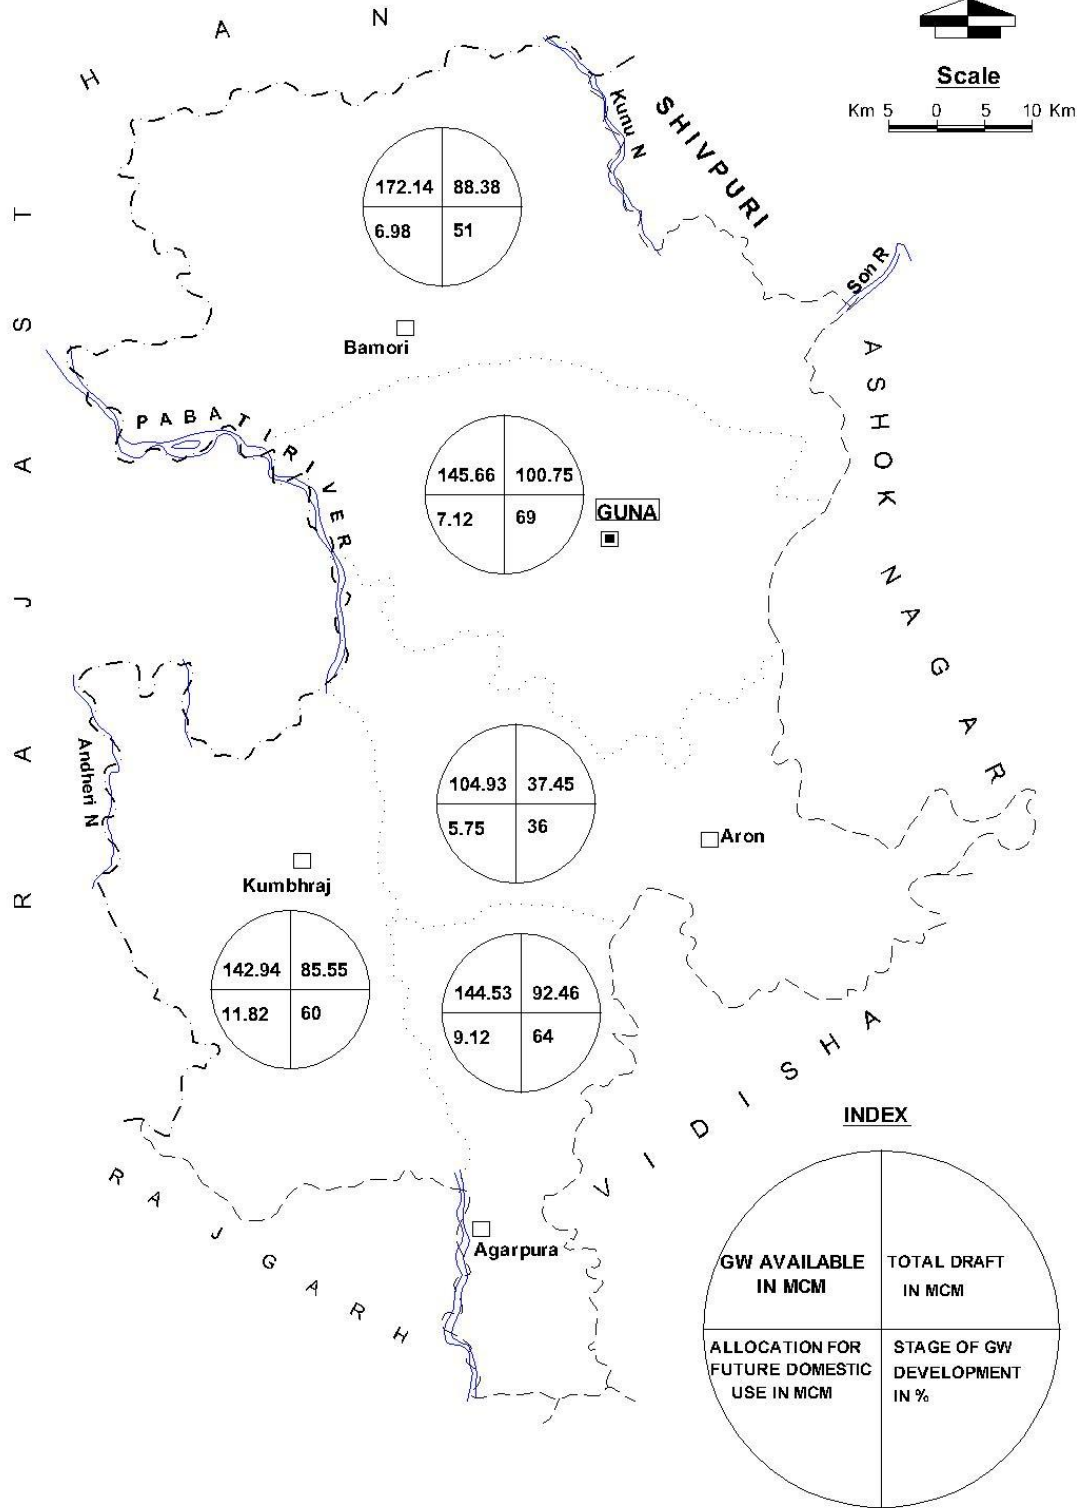 RAJASTHAN
Scale
Km 5 0 5 10 Km
Kunu N
SHIVPURI
172.14 88.38
6.98 51
Son R
Bamori
ASHOK NAGAR
PABATI RIVER
145.66 100.75
7.12 69
GUNA
Andheri N
104.93 37.45
5.75 36
Aron
Kumbhraj
142.94 85.55
11.82 60
144.53 92.46
9.12 64
VIDISHA
RAJGARH
Agarpura
INDEX
GW AVAILABLE
IN MCM
TOTAL DRAFT
IN MCM
ALLOCATION FOR
FUTURE DOMESTIC
USE IN MCM
STAGE OF GW
DEVELOPMENT
IN %